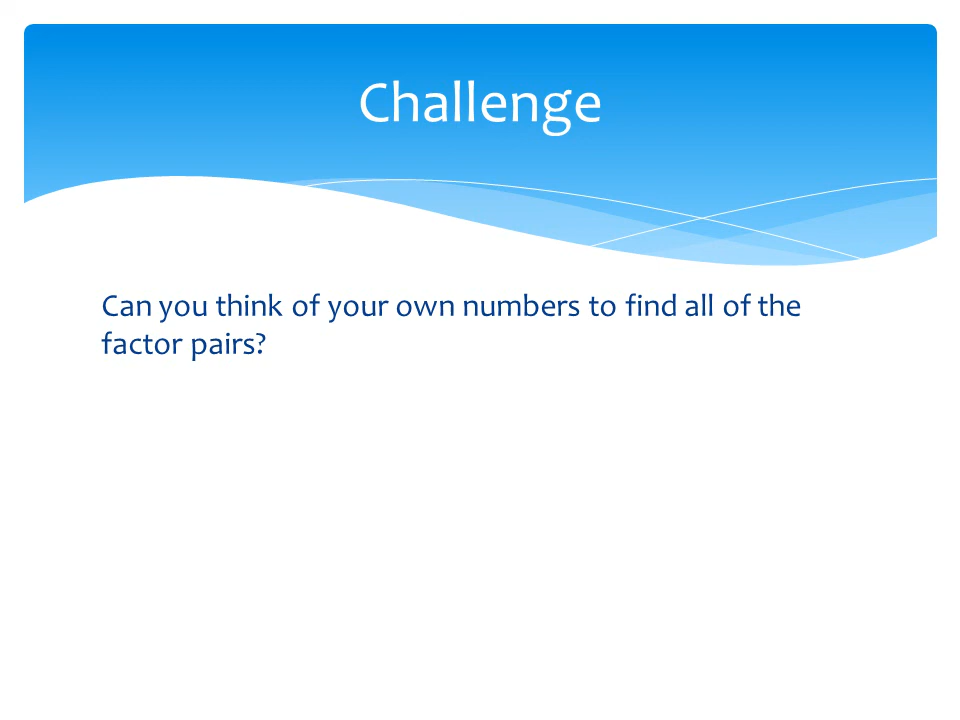 Challenge
Can you think of your own numbers to find all of the
factor pairs?